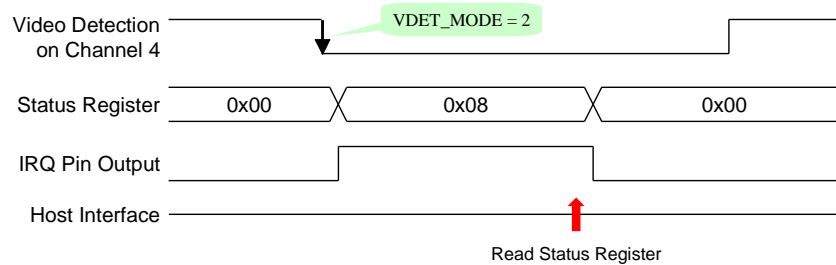 Video Detection
on Channel 4
VDET_MODE = 2
Status Register
0x00
0x08
0x00
IRQ Pin Output
Host Interface
Read Status Register